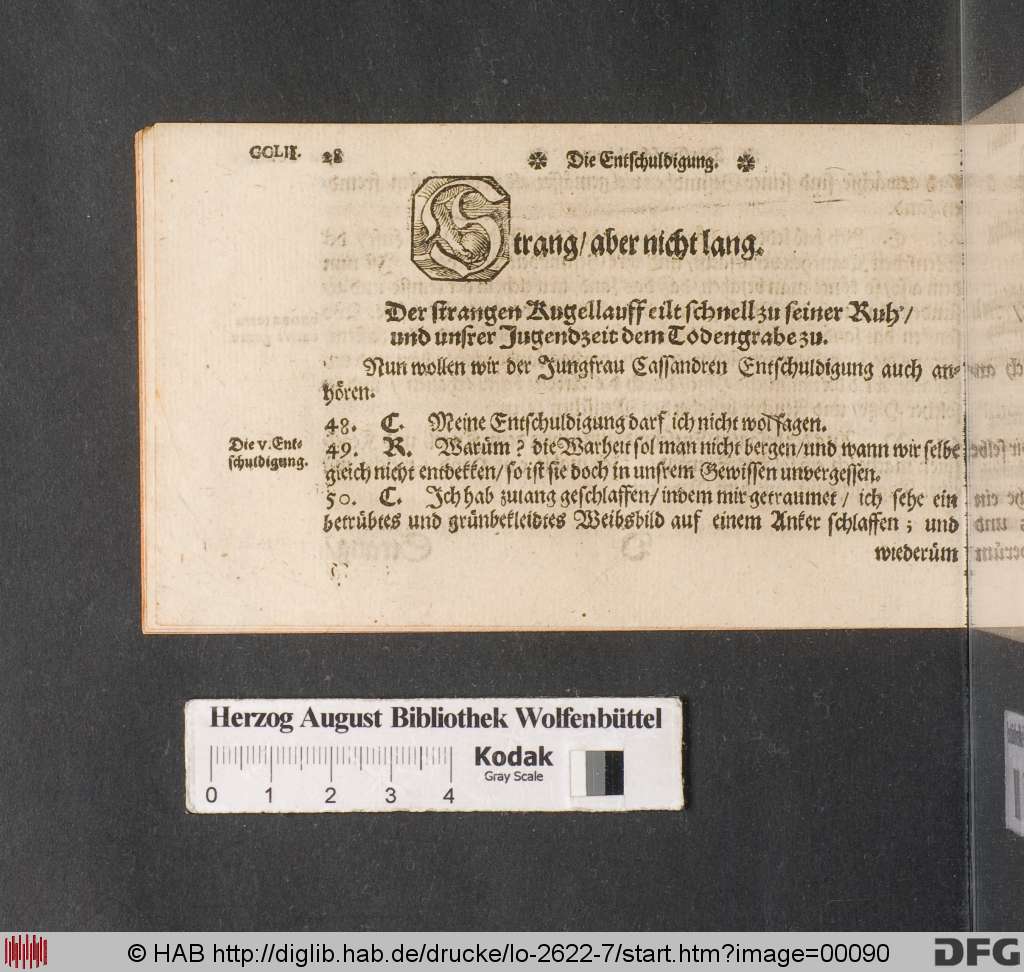 CCLII. 28 Die Entschuldigung.
Strang/ aber nicht lang.
Der strangen Kugellauff eilt schnell zu seiner Ruh/
und unsrer Jugendzeit dem Todengrabe zu.
Nun wollen wir der Jungfrau Cassandren Entschuldigung auch an-
hören.
48. C. Meine Entschuldigung darf ich nicht wol sagen.
Die v. Ent-
schuldigung.
49. R. Warüm? die Warheit sol man nicht bergen/ und wann wir selbe
gleich nicht entdekken/ so ist sie doch in unsrem Gewissen unvergessen.
50. C. Ich hab zulang geschlaffen/ indem mir getraumet/ ich sehe ein
betrübtes und grünbekleidtes Weibsbild auf einem Anker schlaffen; und
wiederüm
Herzog August Bibliothek Wolfenbüttel
Kodak
Gray Scale
0 1 2 3 4
© HAB http://diglib.hab.de/drucke/lo-2622-7/start.htm?image=00090
DFG